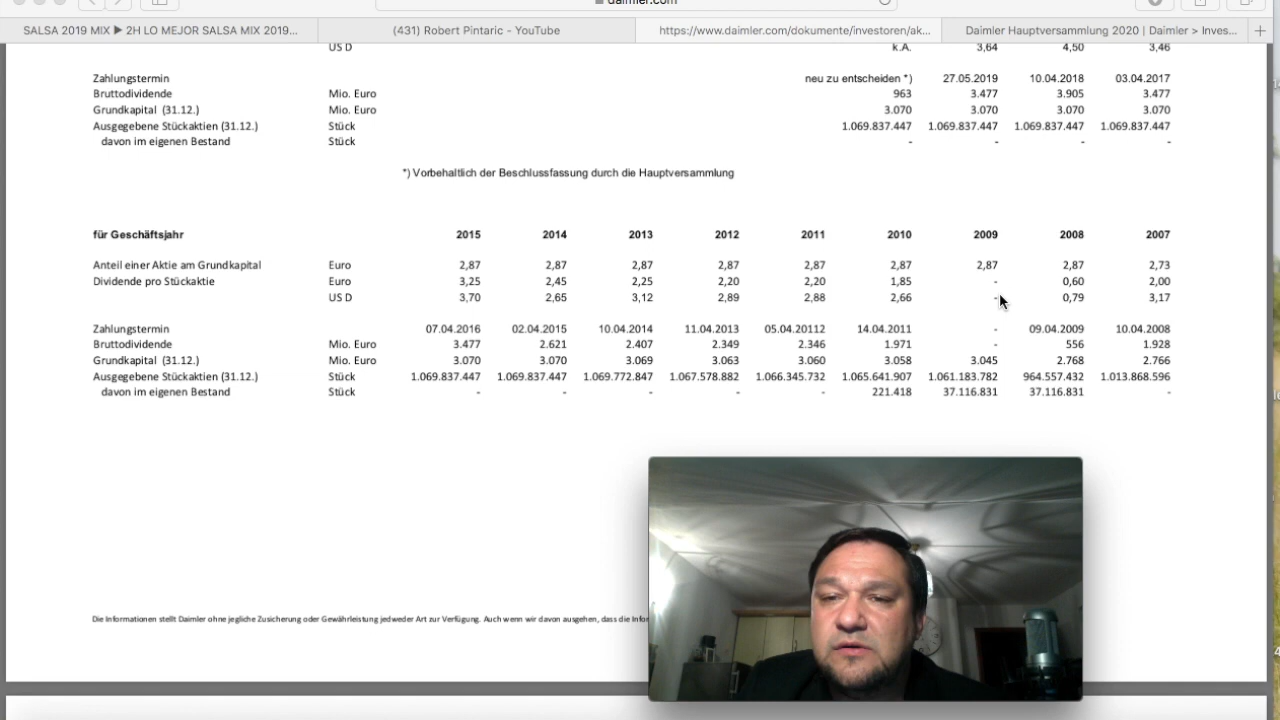 daimler.com
SALSA 2019 MIX ▶ 2H LO MEJOR SALSA MIX 2019... (431) Robert Pintaric - YouTube https://www.daimler.com/dokumente/investoren/ak... Daimler Hauptversammlung 2020 | Daimler > Inves...
USD k.A. 3,64 4,50 3,46
Zahlungstermin neu zu entscheiden *) 27.05.2019 10.04.2018 03.04.2017
Bruttodividende Mio. Euro 963 3.477 3.905 3.477
Grundkapital (31.12.) Mio. Euro 3.070 3.070 3.070 3.070
Ausgegebene Stückaktien (31.12.) Stück 1.069.837.447 1.069.837.447 1.069.837.447 1.069.837.447
davon im eigenen Bestand Stück - - - -
*) Vorbehaltlich der Beschlussfassung durch die Hauptversammlung
für Geschäftsjahr 2015 2014 2013 2012 2011 2010 2009 2008 2007
Anteil einer Aktie am Grundkapital Euro 2,87 2,87 2,87 2,87 2,87 2,87 2,87 2,87 2,73
Dividende pro Stückaktie Euro 3,25 2,45 2,25 2,20 2,20 1,85 - 0,60 2,00
USD 3,70 2,65 3,12 2,89 2,88 2,66 - 0,79 3,17
Zahlungstermin 07.04.2016 02.04.2015 10.04.2014 11.04.2013 05.04.20112 14.04.2011 - 09.04.2009 10.04.2008
Bruttodividende Mio. Euro 3.477 2.621 2.407 2.349 2.346 1.971 - 556 1.928
Grundkapital (31.12.) Mio. Euro 3.070 3.070 3.069 3.063 3.060 3.058 3.045 2.768 2.766
Ausgegebene Stückaktien (31.12.) Stück 1.069.837.447 1.069.837.447 1.069.772.847 1.067.578.882 1.066.345.732 1.065.641.907 1.061.183.782 964.557.432 1.013.868.596
davon im eigenen Bestand Stück - - - - - 221.418 37.116.831 37.116.831 -
Die Informationen stellt Daimler ohne jegliche Zusicherung oder Gewährleistung jedweder Art zur Verfügung. Auch wenn wir davon ausgehen, dass die Infor